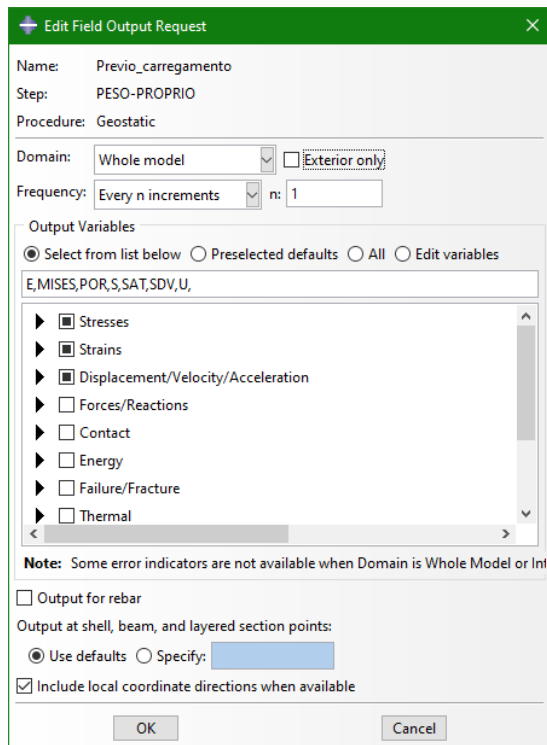 Edit Field Output Request
Name: Previo_carregamento
Step: PESO-PROPRIO
Procedure: Geostatic
Domain: Whole model Exterior only
Frequency: Every n increments n: 1
Output Variables
Select from list below Preselected defaults All Edit variables
E,MISES,POR,S,SAT,SDV,U,
Stresses
Strains
Displacement/Velocity/Acceleration
Forces/Reactions
Contact
Energy
Failure/Fracture
Thermal
Note: Some error indicators are not available when Domain is Whole Model or Int
Output for rebar
Output at shell, beam, and layered section points:
Use defaults Specify:
Include local coordinate directions when available
OK Cancel